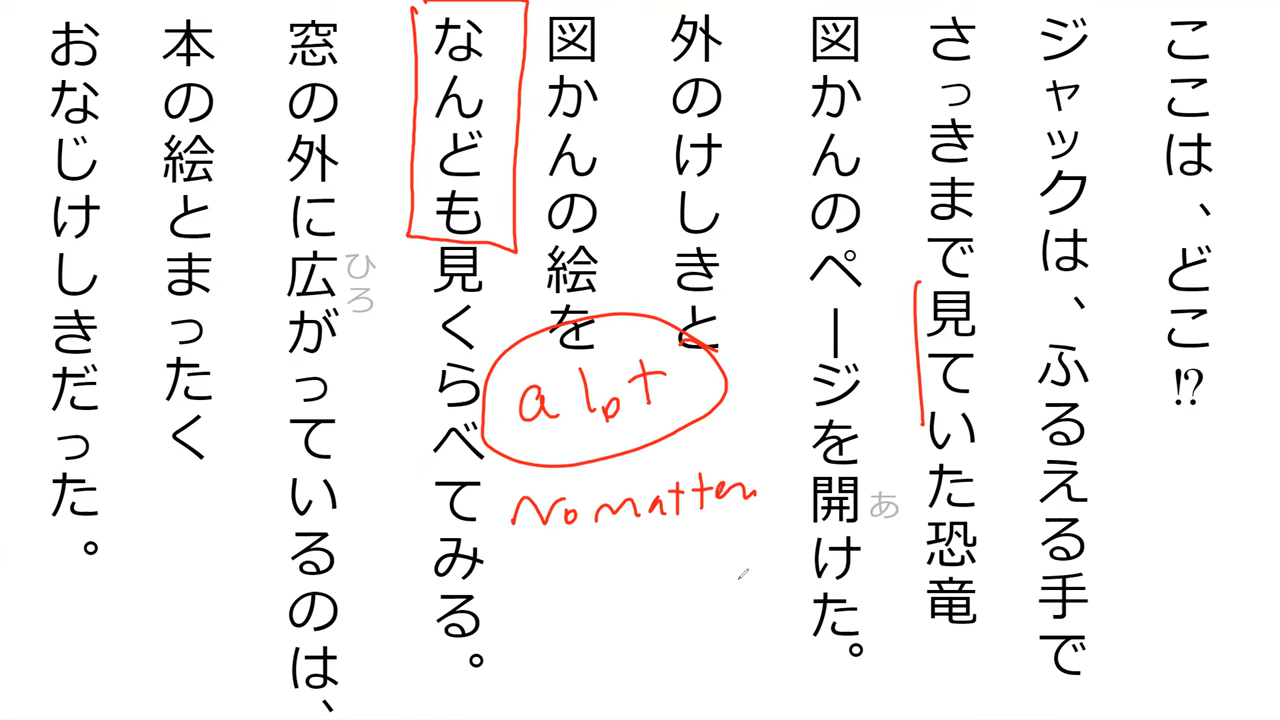 ここは、どこ⁉
ジャックは、ふるえる手で
さっきまで見ていた恐竜
図かんのページを開けた。
あ
外のけしきと
図かんの絵を
なんども見くらべてみる。
窓の外に広がっているのは、
ひろ
本の絵とまったく
おなじけしきだった。
a lot
No matter